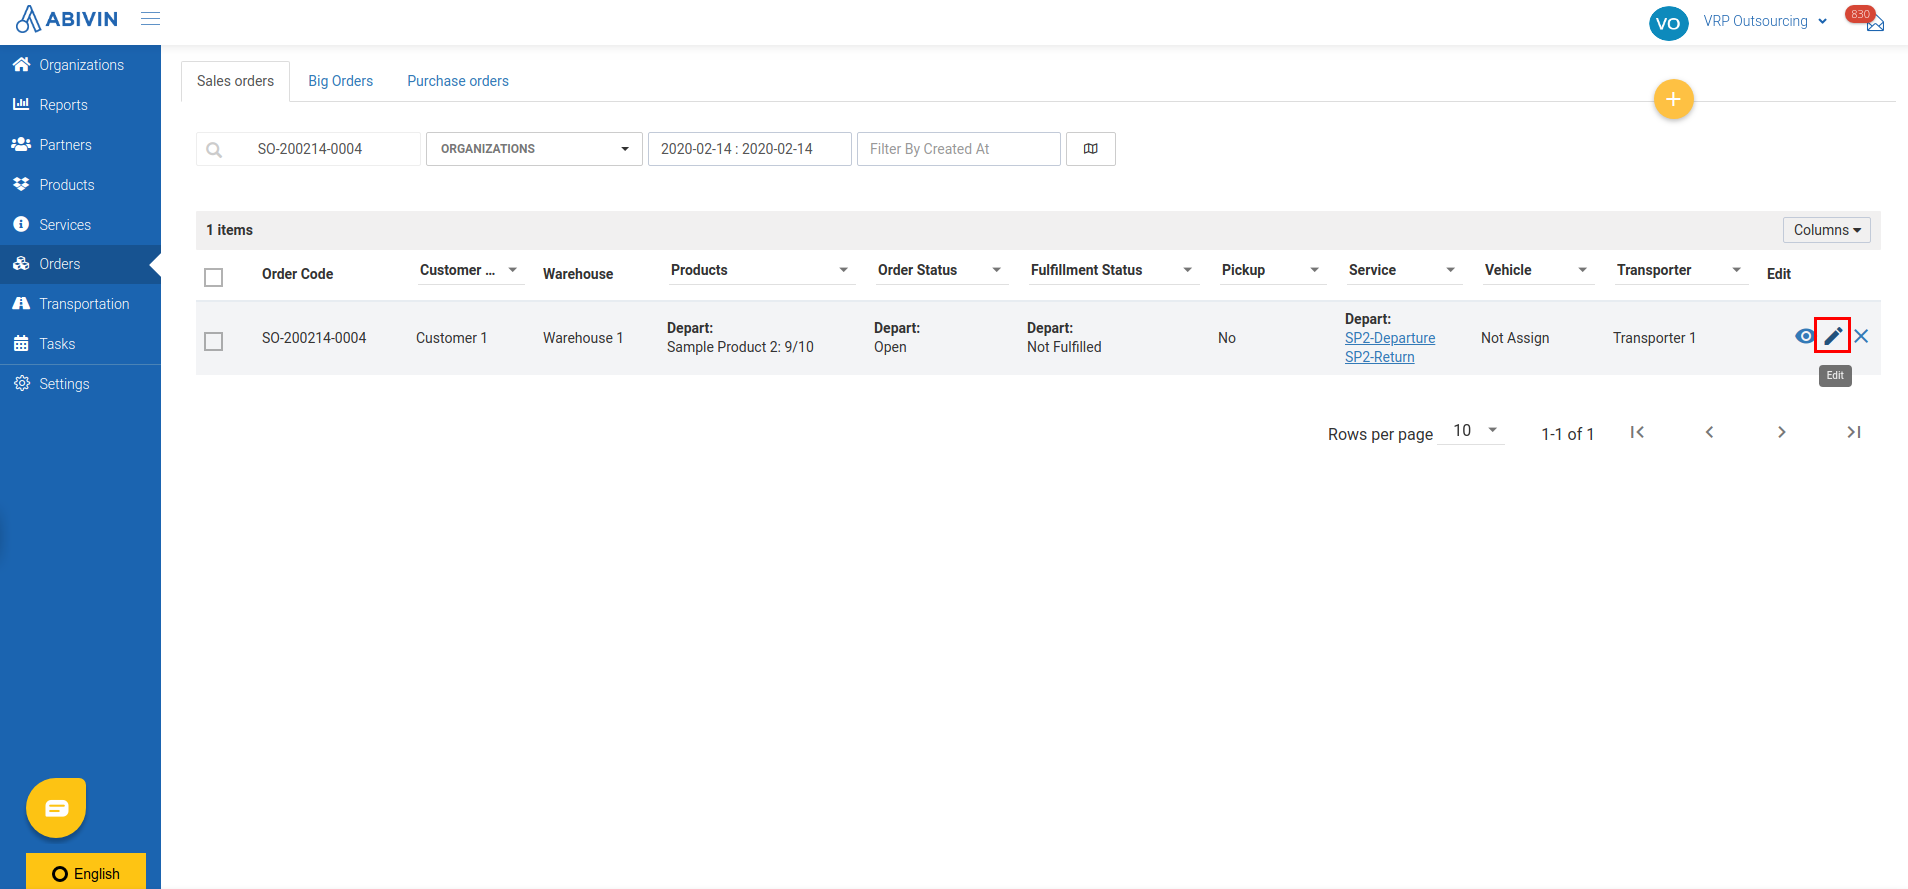 ABIVIN
VO
VRP Outsourcing
830
Organizations
Reports
Partners
Products
Services
Orders
Transportation
Tasks
Settings
English
Sales orders
Big Orders
Purchase orders
+
SO-200214-0004
ORGANIZATIONS
2020-02-14 : 2020-02-14
Filter By Created At
1 items
Columns
Order Code
Customer ...
Warehouse
Products
Order Status
Fulfillment Status
Pickup
Service
Vehicle
Transporter
Edit
SO-200214-0004
Customer 1
Warehouse 1
Depart:
Sample Product 2: 9/10
Depart:
Open
Depart:
Not Fulfilled
No
Depart:
SP2-Departure
SP2-Return
Not Assign
Transporter 1
Edit
Rows per page
10
1-1 of 1